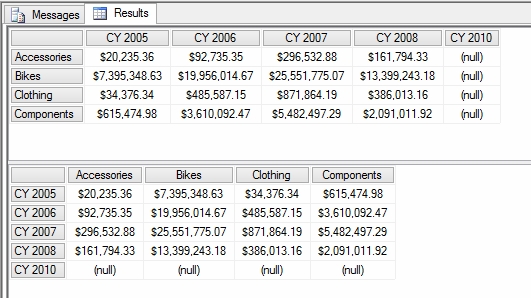 Messages Results
CY 2005 CY 2006 CY 2007 CY 2008 CY 2010
Accessories $20,235.36 $92,735.35 $296,532.88 $161,794.33 (null)
Bikes $7,395,348.63 $19,956,014.67 $25,551,775.07 $13,399,243.18 (null)
Clothing $34,376.34 $485,587.15 $871,864.19 $386,013.16 (null)
Components $615,474.98 $3,610,092.47 $5,482,497.29 $2,091,011.92 (null)
Accessories Bikes Clothing Components
CY 2005 $20,235.36 $7,395,348.63 $34,376.34 $615,474.98
CY 2006 $92,735.35 $19,956,014.67 $485,587.15 $3,610,092.47
CY 2007 $296,532.88 $25,551,775.07 $871,864.19 $5,482,497.29
CY 2008 $161,794.33 $13,399,243.18 $386,013.16 $2,091,011.92
CY 2010 (null) (null) (null) (null)